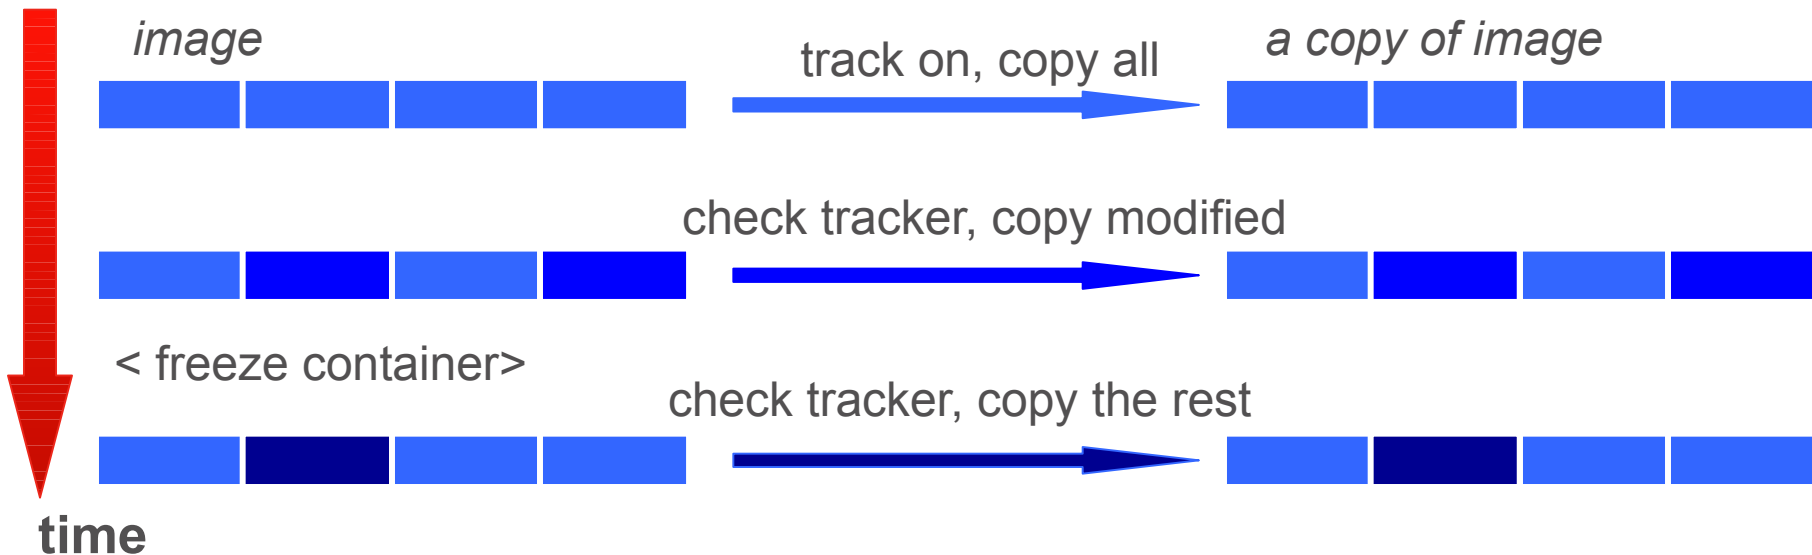 image
track on, copy all
a copy of image
check tracker, copy modified
< freeze container>
check tracker, copy the rest
time